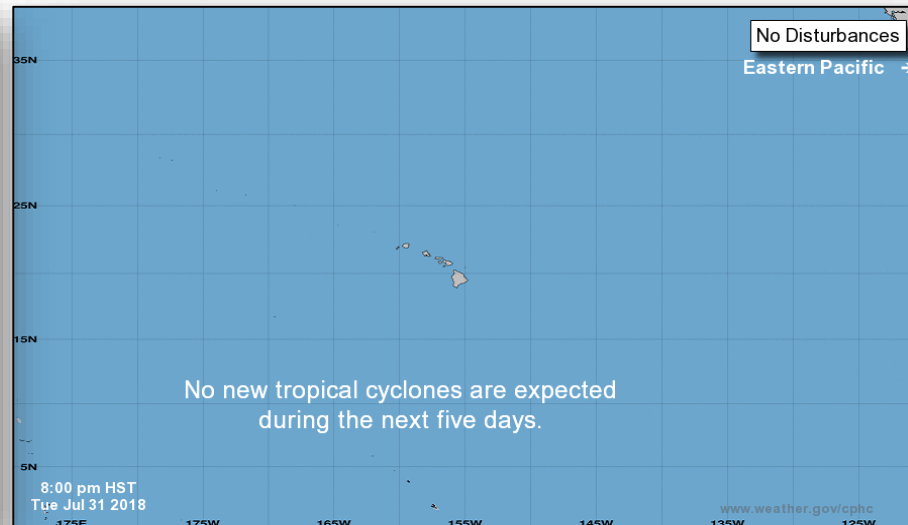 No Disturbances
Eastern Pacific →
35N
25N
15N
No new tropical cyclones are expected
during the next five days.
5N
8:00 pm HST
Tue Jul 31 2018
www.weather.gov/cphc
175E
175W
165W
155W
145W
135W
125W